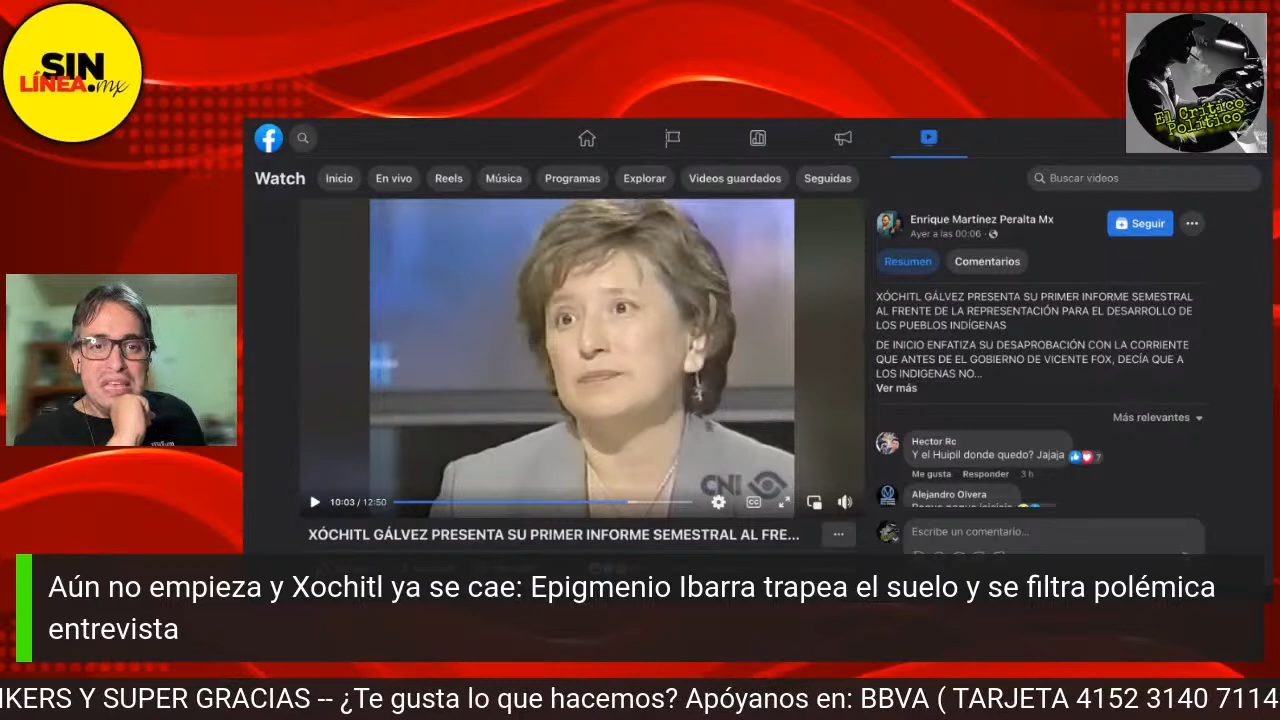 SIN
LÍNEA.mx
El Crítico
Político
Watch
Inicio
En vivo
Reels
Música
Programas
Explorar
Videos guardados
Seguidas
Buscar videos
Enrique Martínez Peralta Mx
Ayer a las 00:06 ·
Seguir
Resumen
Comentarios
XÓCHITL GÁLVEZ PRESENTA SU PRIMER INFORME SEMESTRAL
AL FRENTE DE LA REPRESENTACIÓN PARA EL DESARROLLO DE
LOS PUEBLOS INDÍGENAS
DE INICIO ENFATIZA SU DESAPROBACIÓN CON LA CORRIENTE
QUE ANTES DE EL GOBIERNO DE VICENTE FOX, DECÍA QUE A
LOS INDIGENAS NO...
Ver más
Más relevantes
Hector Rc
Y el Huipil donde quedo? Jajaja
7
Me gusta Responder 3 h
Alejandro Olvera
Escribe un comentario...
CNI
10:03 / 12:50
CC
XÓCHITL GÁLVEZ PRESENTA SU PRIMER INFORME SEMESTRAL AL FRE...
Aún no empieza y Xochitl ya se cae: Epigmenio Ibarra trapea el suelo y se filtra polémica
entrevista
IKERS Y SUPER GRACIAS -- ¿Te gusta lo que hacemos? Apóyanos en: BBVA ( TARJETA 4152 3140 7114